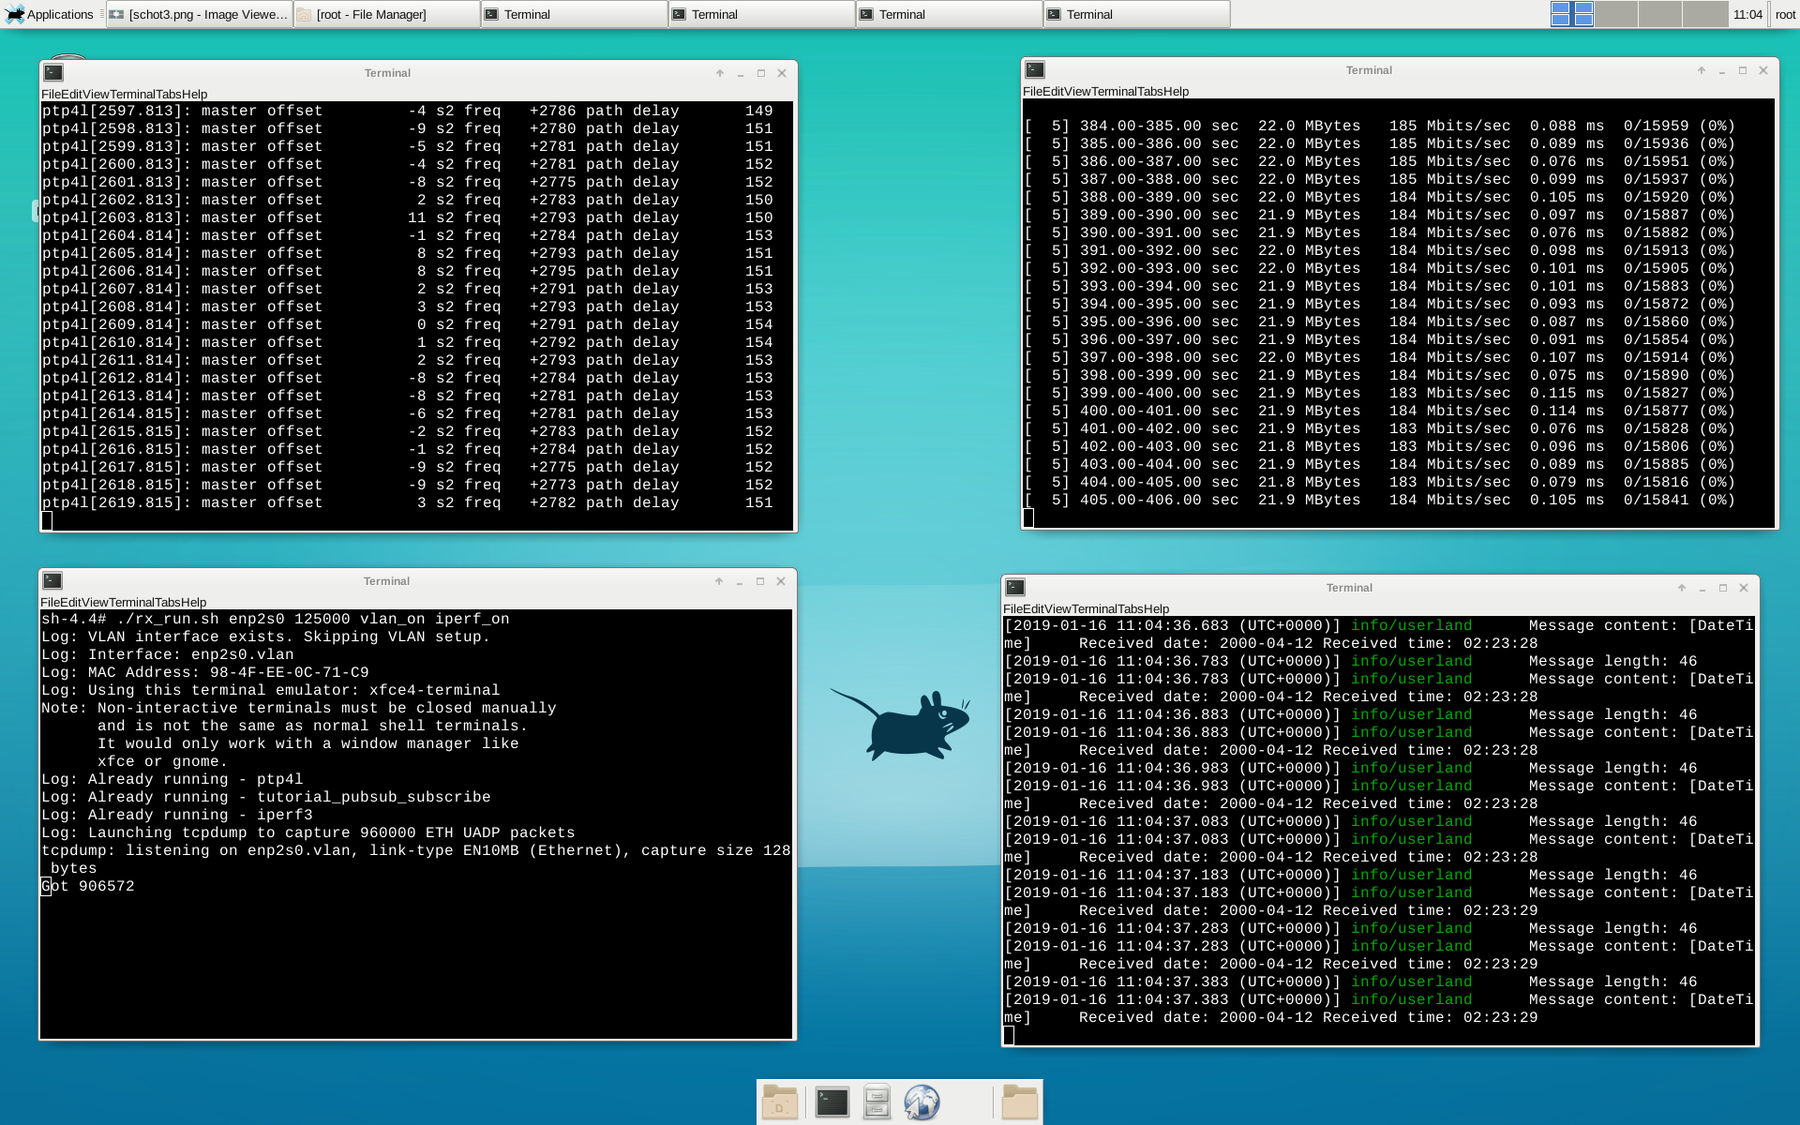 Applications
[schot3.png - Image Viewe...
[root - File Manager]
Terminal
Terminal
Terminal
Terminal
11:04
root
Terminal
FileEditViewTerminalTabsHelp
ptp4l[2597.813]: master offset         -4 s2 freq   +2786 path delay       149
ptp4l[2598.813]: master offset         -9 s2 freq   +2780 path delay       151
ptp4l[2599.813]: master offset         -5 s2 freq   +2781 path delay       151
ptp4l[2600.813]: master offset         -4 s2 freq   +2781 path delay       152
ptp4l[2601.813]: master offset         -8 s2 freq   +2775 path delay       152
ptp4l[2602.813]: master offset          2 s2 freq   +2783 path delay       150
ptp4l[2603.813]: master offset         11 s2 freq   +2793 path delay       150
ptp4l[2604.814]: master offset         -1 s2 freq   +2784 path delay       153
ptp4l[2605.814]: master offset          8 s2 freq   +2793 path delay       151
ptp4l[2606.814]: master offset          8 s2 freq   +2795 path delay       151
ptp4l[2607.814]: master offset          2 s2 freq   +2791 path delay       153
ptp4l[2608.814]: master offset          3 s2 freq   +2793 path delay       153
ptp4l[2609.814]: master offset          0 s2 freq   +2791 path delay       154
ptp4l[2610.814]: master offset          1 s2 freq   +2792 path delay       154
ptp4l[2611.814]: master offset          2 s2 freq   +2793 path delay       153
ptp4l[2612.814]: master offset         -8 s2 freq   +2784 path delay       153
ptp4l[2613.814]: master offset         -8 s2 freq   +2781 path delay       153
ptp4l[2614.815]: master offset         -6 s2 freq   +2781 path delay       153
ptp4l[2615.815]: master offset         -2 s2 freq   +2783 path delay       152
ptp4l[2616.815]: master offset         -1 s2 freq   +2784 path delay       152
ptp4l[2617.815]: master offset         -9 s2 freq   +2775 path delay       152
ptp4l[2618.815]: master offset         -9 s2 freq   +2773 path delay       152
ptp4l[2619.815]: master offset          3 s2 freq   +2782 path delay       151
Terminal
FileEditViewTerminalTabsHelp
[  5] 384.00-385.00 sec  22.0 MBytes   185 Mbits/sec  0.088 ms  0/15959 (0%)
[  5] 385.00-386.00 sec  22.0 MBytes   185 Mbits/sec  0.089 ms  0/15936 (0%)
[  5] 386.00-387.00 sec  22.0 MBytes   185 Mbits/sec  0.076 ms  0/15951 (0%)
[  5] 387.00-388.00 sec  22.0 MBytes   185 Mbits/sec  0.099 ms  0/15937 (0%)
[  5] 388.00-389.00 sec  22.0 MBytes   184 Mbits/sec  0.105 ms  0/15920 (0%)
[  5] 389.00-390.00 sec  21.9 MBytes   184 Mbits/sec  0.097 ms  0/15887 (0%)
[  5] 390.00-391.00 sec  21.9 MBytes   184 Mbits/sec  0.076 ms  0/15882 (0%)
[  5] 391.00-392.00 sec  22.0 MBytes   184 Mbits/sec  0.098 ms  0/15913 (0%)
[  5] 392.00-393.00 sec  22.0 MBytes   184 Mbits/sec  0.101 ms  0/15905 (0%)
[  5] 393.00-394.00 sec  21.9 MBytes   184 Mbits/sec  0.101 ms  0/15883 (0%)
[  5] 394.00-395.00 sec  21.9 MBytes   184 Mbits/sec  0.093 ms  0/15872 (0%)
[  5] 395.00-396.00 sec  21.9 MBytes   184 Mbits/sec  0.087 ms  0/15860 (0%)
[  5] 396.00-397.00 sec  21.9 MBytes   184 Mbits/sec  0.091 ms  0/15854 (0%)
[  5] 397.00-398.00 sec  22.0 MBytes   184 Mbits/sec  0.107 ms  0/15914 (0%)
[  5] 398.00-399.00 sec  21.9 MBytes   184 Mbits/sec  0.075 ms  0/15890 (0%)
[  5] 399.00-400.00 sec  21.9 MBytes   183 Mbits/sec  0.115 ms  0/15827 (0%)
[  5] 400.00-401.00 sec  21.9 MBytes   184 Mbits/sec  0.114 ms  0/15877 (0%)
[  5] 401.00-402.00 sec  21.9 MBytes   183 Mbits/sec  0.076 ms  0/15828 (0%)
[  5] 402.00-403.00 sec  21.8 MBytes   183 Mbits/sec  0.096 ms  0/15806 (0%)
[  5] 403.00-404.00 sec  21.9 MBytes   184 Mbits/sec  0.089 ms  0/15885 (0%)
[  5] 404.00-405.00 sec  21.8 MBytes   183 Mbits/sec  0.079 ms  0/15816 (0%)
[  5] 405.00-406.00 sec  21.9 MBytes   184 Mbits/sec  0.105 ms  0/15841 (0%)
Terminal
FileEditViewTerminalTabsHelp
sh-4.4# ./rx_run.sh enp2s0 125000 vlan_on iperf_on
Log: VLAN interface exists. Skipping VLAN setup.
Log: Interface: enp2s0.vlan
Log: MAC Address: 98-4F-EE-0C-71-C9
Log: Using this terminal emulator: xfce4-terminal
Note: Non-interactive terminals must be closed manually
      and is not the same as normal shell terminals.
      It would only work with a window manager like
      xfce or gnome.
Log: Already running - ptp4l
Log: Already running - tutorial_pubsub_subscribe
Log: Already running - iperf3
Log: Launching tcpdump to capture 960000 ETH UADP packets
tcpdump: listening on enp2s0.vlan, link-type EN10MB (Ethernet), capture size 128
 bytes
Got 906572
Terminal
FileEditViewTerminalTabsHelp
[2019-01-16 11:04:36.683 (UTC+0000)] info/userland      Message content: [DateTi
me]     Received date: 2000-04-12 Received time: 02:23:28
[2019-01-16 11:04:36.783 (UTC+0000)] info/userland      Message length: 46
[2019-01-16 11:04:36.783 (UTC+0000)] info/userland      Message content: [DateTi
me]     Received date: 2000-04-12 Received time: 02:23:28
[2019-01-16 11:04:36.883 (UTC+0000)] info/userland      Message length: 46
[2019-01-16 11:04:36.883 (UTC+0000)] info/userland      Message content: [DateTi
me]     Received date: 2000-04-12 Received time: 02:23:28
[2019-01-16 11:04:36.983 (UTC+0000)] info/userland      Message length: 46
[2019-01-16 11:04:36.983 (UTC+0000)] info/userland      Message content: [DateTi
me]     Received date: 2000-04-12 Received time: 02:23:28
[2019-01-16 11:04:37.083 (UTC+0000)] info/userland      Message length: 46
[2019-01-16 11:04:37.083 (UTC+0000)] info/userland      Message content: [DateTi
me]     Received date: 2000-04-12 Received time: 02:23:28
[2019-01-16 11:04:37.183 (UTC+0000)] info/userland      Message length: 46
[2019-01-16 11:04:37.183 (UTC+0000)] info/userland      Message content: [DateTi
me]     Received date: 2000-04-12 Received time: 02:23:29
[2019-01-16 11:04:37.283 (UTC+0000)] info/userland      Message length: 46
[2019-01-16 11:04:37.283 (UTC+0000)] info/userland      Message content: [DateTi
me]     Received date: 2000-04-12 Received time: 02:23:29
[2019-01-16 11:04:37.383 (UTC+0000)] info/userland      Message length: 46
[2019-01-16 11:04:37.383 (UTC+0000)] info/userland      Message content: [DateTi
me]     Received date: 2000-04-12 Received time: 02:23:29